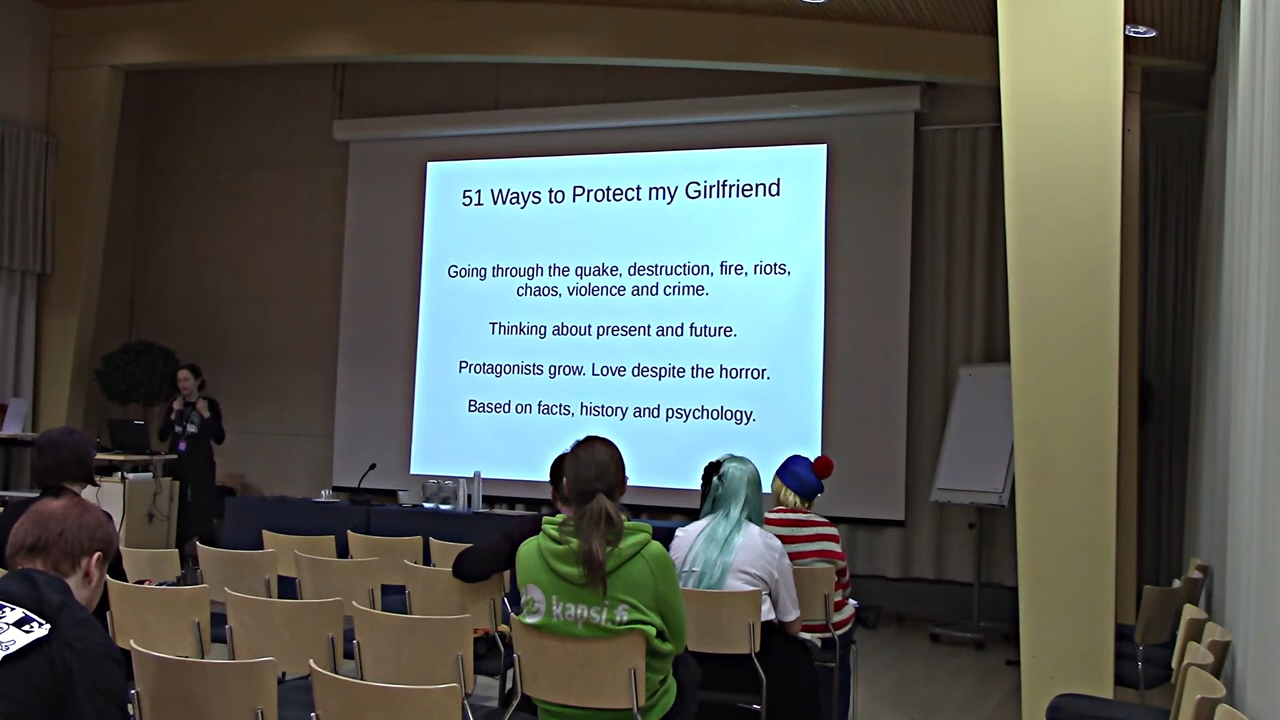 51 Ways to Protect my Girlfriend
Going through the quake, destruction, fire, riots,
chaos, violence and crime.
Thinking about present and future.
Protagonists grow. Love despite the horror.
Based on facts, history and psychology.
kapsi.fi